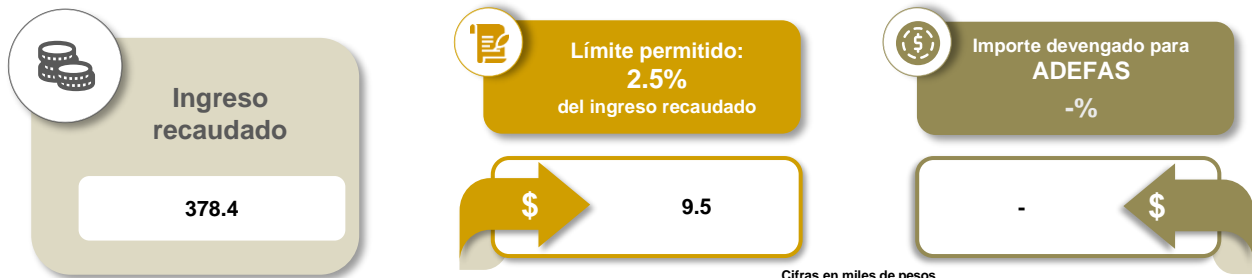 Ingreso
recaudado
378.4
Límite permitido:
2.5%
del ingreso recaudado
$
9.5
Importe devengado para
ADEFAS
-%
-
$
Cifras en miles de pesos